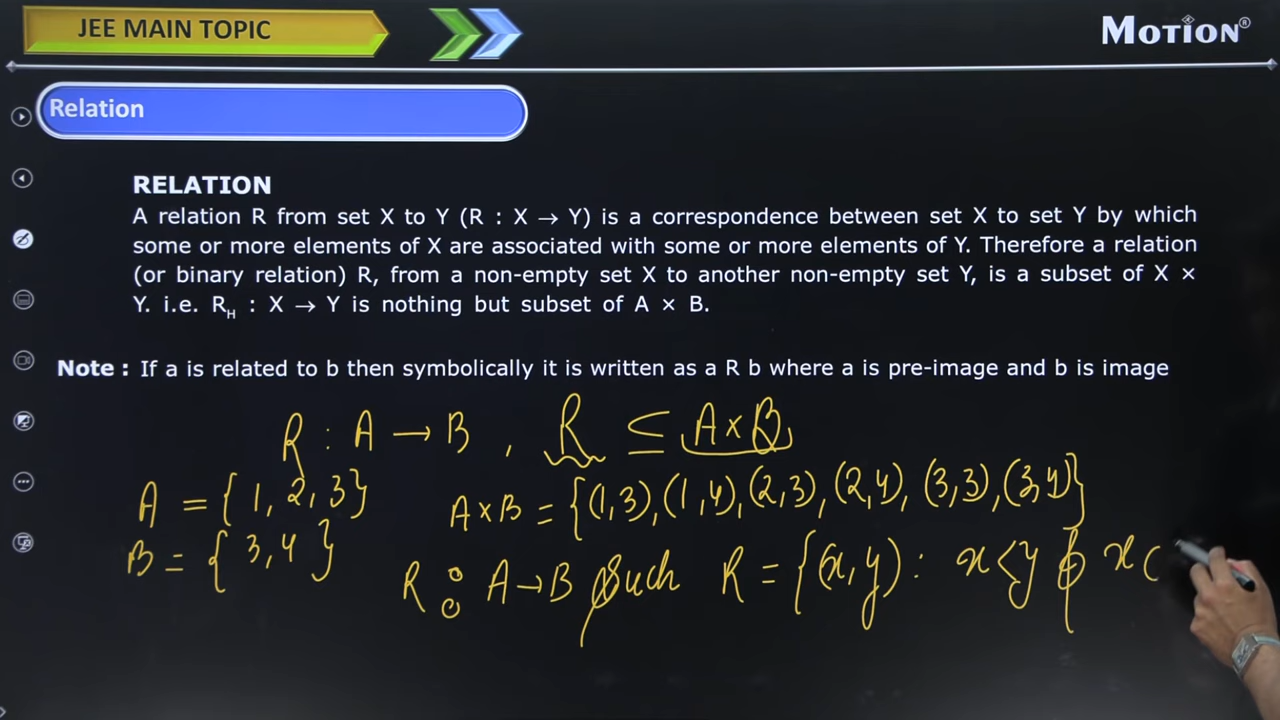 JEE MAIN TOPIC
MOTION®
Relation
RELATION
A relation R from set X to Y (R : X → Y) is a correspondence between set X to set Y by which
some or more elements of X are associated with some or more elements of Y. Therefore a relation
(or binary relation) R, from a non-empty set X to another non-empty set Y, is a subset of X ×
Y. i.e. R_H : X → Y is nothing but subset of A × B.
Note : If a is related to b then symbolically it is written as a R b where a is pre-image and b is image
R : A → B , R ⊆ A×B
A = { 1, 2, 3}
A×B = {(1,3),(1,4),(2,3),(2,4), (3,3),(3,4)}
B = { 3,4 }
R : A→B such R = {(x,y) : x<y & x